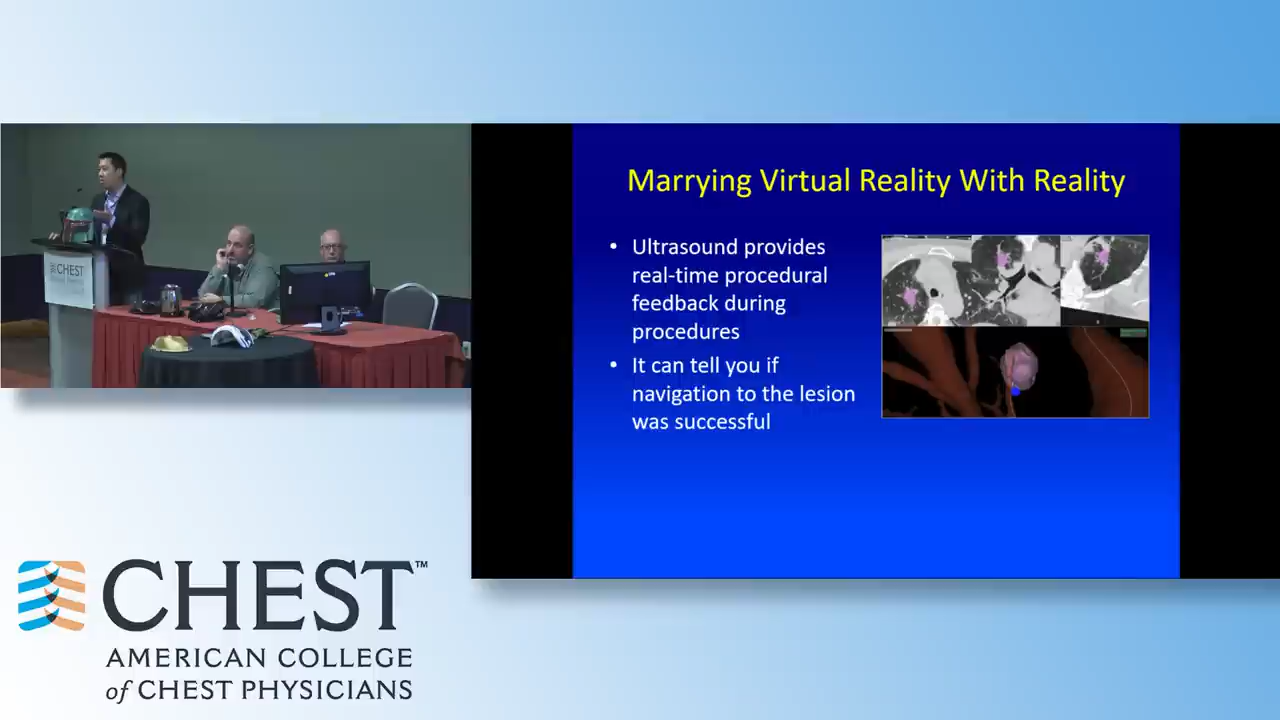 CHEST
Marrying Virtual Reality With Reality
• Ultrasound provides
real-time procedural
feedback during
procedures
• It can tell you if
navigation to the lesion
was successful
CHEST™
AMERICAN COLLEGE
of CHEST PHYSICIANS